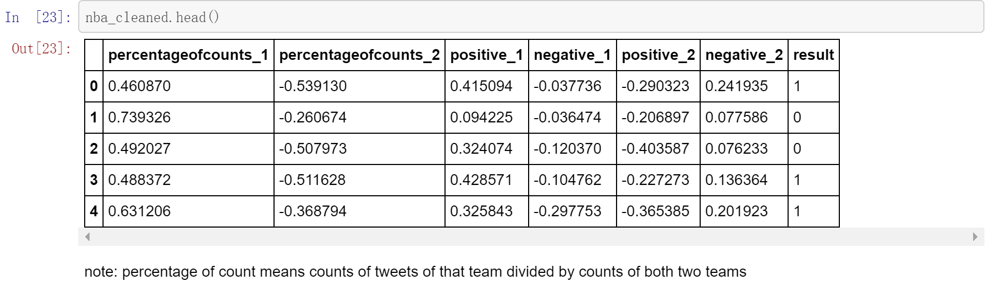 In [23]: nba_cleaned.head()
Out[23]:
percentageofcounts_1 percentageofcounts_2 positive_1 negative_1 positive_2 negative_2 result
0 0.460870 -0.539130 0.415094 -0.037736 -0.290323 0.241935 1
1 0.739326 -0.260674 0.094225 -0.036474 -0.206897 0.077586 0
2 0.492027 -0.507973 0.324074 -0.120370 -0.403587 0.076233 0
3 0.488372 -0.511628 0.428571 -0.104762 -0.227273 0.136364 1
4 0.631206 -0.368794 0.325843 -0.297753 -0.365385 0.201923 1
note: percentage of count means counts of tweets of that team divided by counts of both two teams